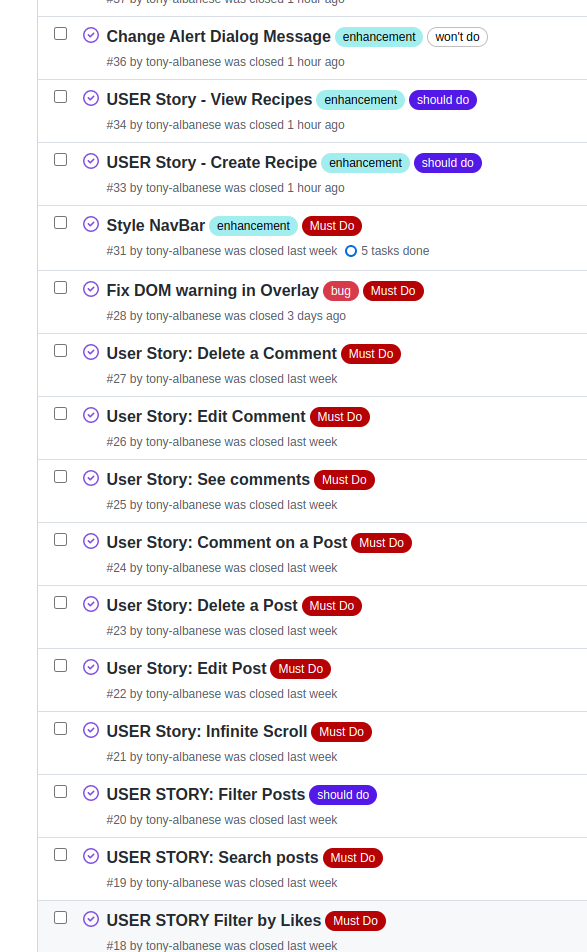 #37 by tony-albanese was closed 1 hour ago
Change Alert Dialog Message enhancement won't do
#36 by tony-albanese was closed 1 hour ago
USER Story - View Recipes enhancement should do
#34 by tony-albanese was closed 1 hour ago
USER Story - Create Recipe enhancement should do
#33 by tony-albanese was closed 1 hour ago
Style NavBar enhancement Must Do
#31 by tony-albanese was closed last week 5 tasks done
Fix DOM warning in Overlay bug Must Do
#28 by tony-albanese was closed 3 days ago
User Story: Delete a Comment Must Do
#27 by tony-albanese was closed last week
User Story: Edit Comment Must Do
#26 by tony-albanese was closed last week
User Story: See comments Must Do
#25 by tony-albanese was closed last week
User Story: Comment on a Post Must Do
#24 by tony-albanese was closed last week
User Story: Delete a Post Must Do
#23 by tony-albanese was closed last week
User Story: Edit Post Must Do
#22 by tony-albanese was closed last week
USER Story: Infinite Scroll Must Do
#21 by tony-albanese was closed last week
USER STORY: Filter Posts should do
#20 by tony-albanese was closed last week
USER STORY: Search posts Must Do
#19 by tony-albanese was closed last week
USER STORY Filter by Likes Must Do
#18 by tony-albanese was closed last week